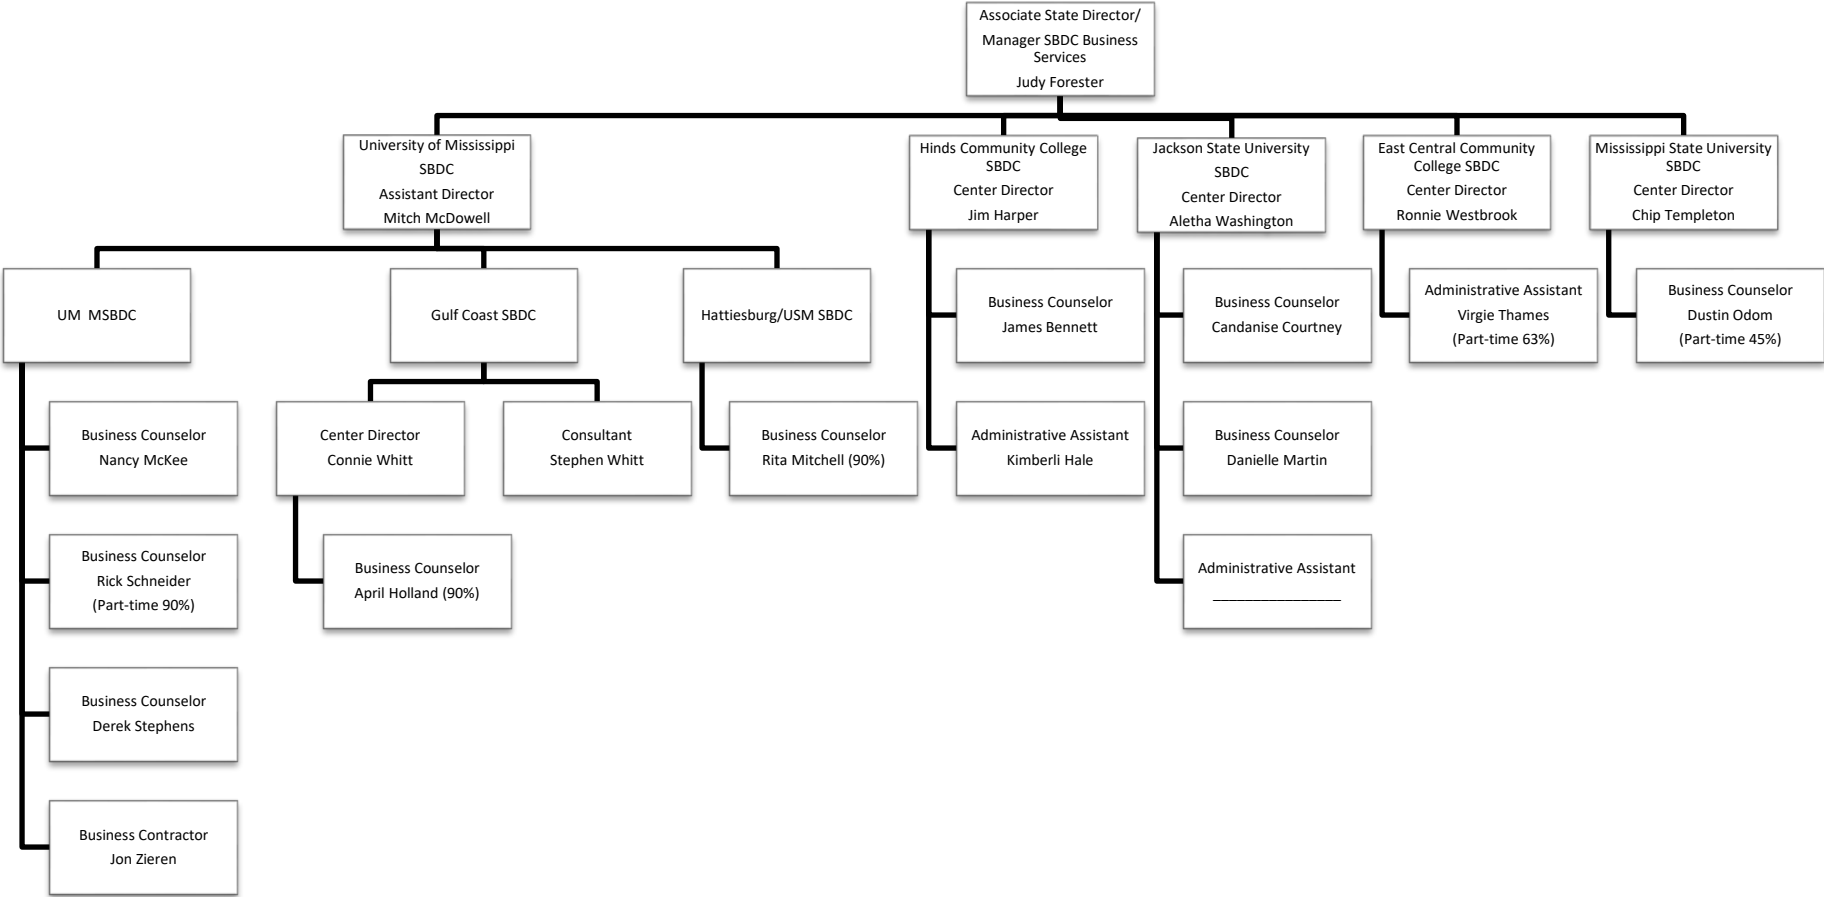 Associate State Director/
Manager SBDC Business
Services
Judy Forester
University of Mississippi
SBDC
Assistant Director
Mitch McDowell
Hinds Community College
SBDC
Center Director
Jim Harper
Jackson State University
SBDC
Center Director
Aletha Washington
East Central Community
College SBDC
Center Director
Ronnie Westbrook
Mississippi State University
SBDC
Center Director
Chip Templeton
UM MSBDC
Gulf Coast SBDC
Hattiesburg/USM SBDC
Business Counselor
James Bennett
Business Counselor
Candanise Courtney
Administrative Assistant
Virgie Thames
(Part-time 63%)
Business Counselor
Dustin Odom
(Part-time 45%)
Business Counselor
Nancy McKee
Center Director
Connie Whitt
Consultant
Stephen Whitt
Business Counselor
Rita Mitchell (90%)
Administrative Assistant
Kimberli Hale
Business Counselor
Danielle Martin
Business Counselor
Rick Schneider
(Part-time 90%)
Business Counselor
April Holland (90%)
Administrative Assistant
________________
Business Counselor
Derek Stephens
Business Contractor
Jon Zieren